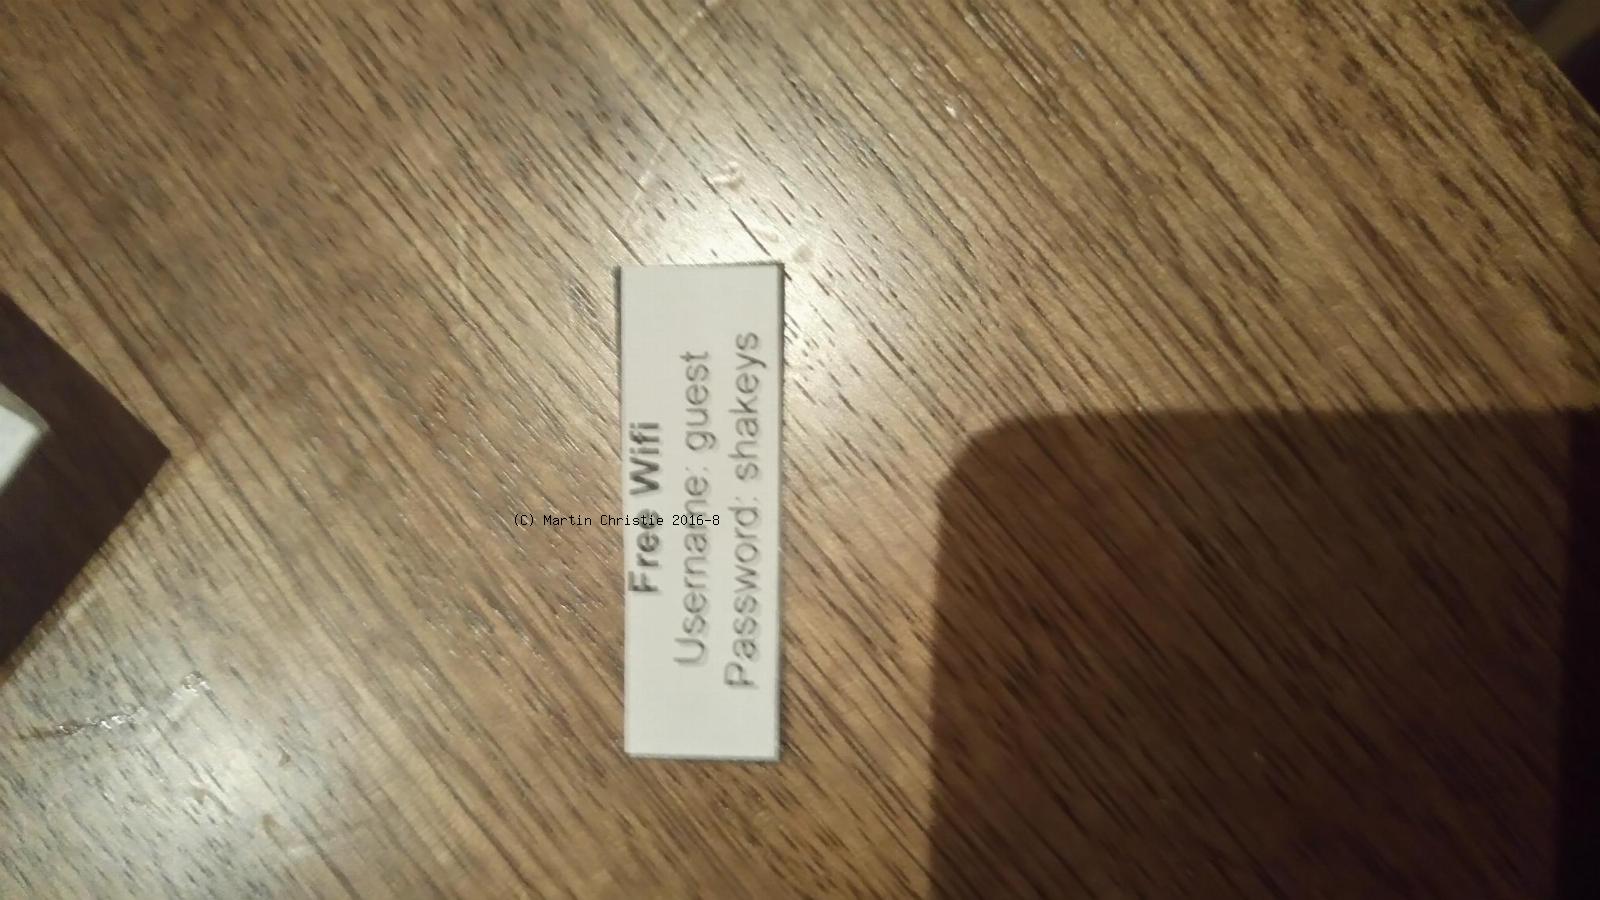 Free Wifi
Username: guest
Password: shakeys
(C) Martin Christie 2016-8